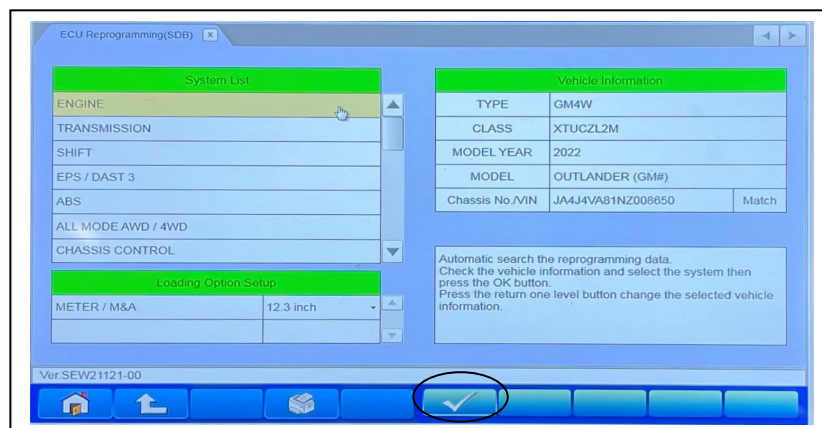 ECU Reprogramming(SDB)
System List
ENGINE
TRANSMISSION
SHIFT
EPS / DAST 3
ABS
ALL MODE AWD / 4WD
CHASSIS CONTROL
Loading Option Setup
METER / M&A 12.3 inch
Vehicle Information
TYPE GM4W
CLASS XTUCZL2M
MODEL YEAR 2022
MODEL OUTLANDER (GM#)
Chassis No./VIN JA4J4VA81NZ008650 Match
Automatic search the reprogramming data.
Check the vehicle information and select the system then
press the OK button.
Press the return one level button change the selected vehicle
information.
Ver.SEW21121-00